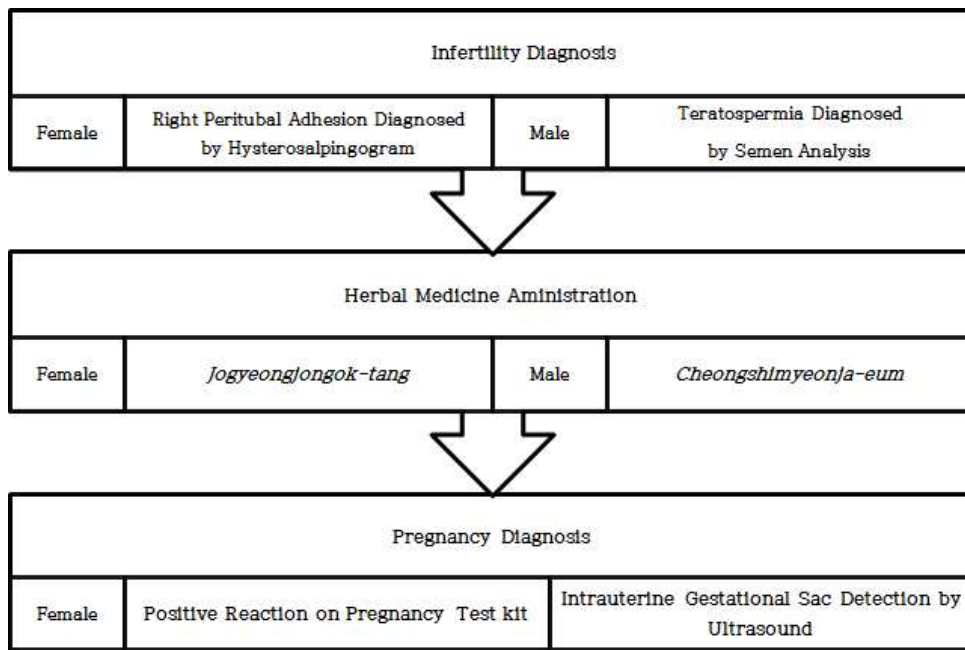 Infertility Diagnosis
Female
Right Peritubal Adhesion Diagnosed
by Hysterosalpingogram
Male
Teratospermia Diagnosed
by Semen Analysis
Herbal Medicine Aministration
Female
Jogyeongjongok-tang
Male
Cheongshimyeonja-eum
Pregnancy Diagnosis
Female
Positive Reaction on Pregnancy Test kit
Intrauterine Gestational Sac Detection by
Ultrasound